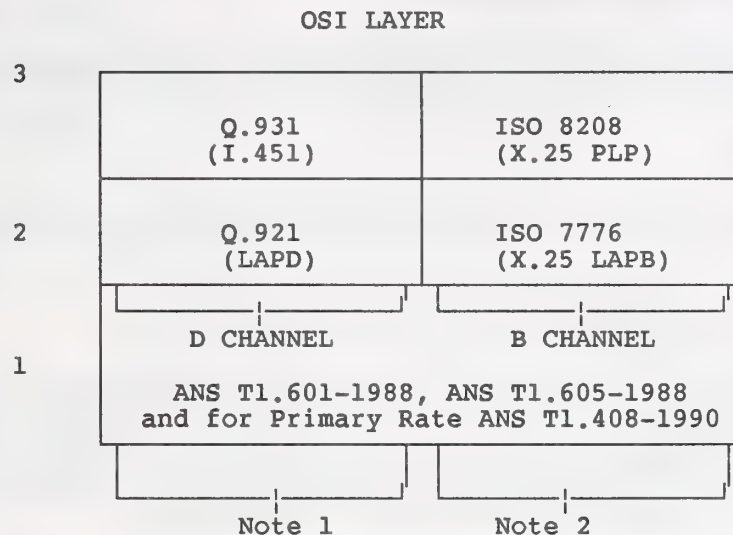 OSI LAYER
3
Q.931
(I.451)
ISO 8208
(X.25 PLP)
2
Q.921
(LAPD)
ISO 7776
(X.25 LAPB)
D CHANNEL
B CHANNEL
1
ANS T1.601-1988, ANS T1.605-1988
and for Primary Rate ANS T1.408-1990
Note 1
Note 2